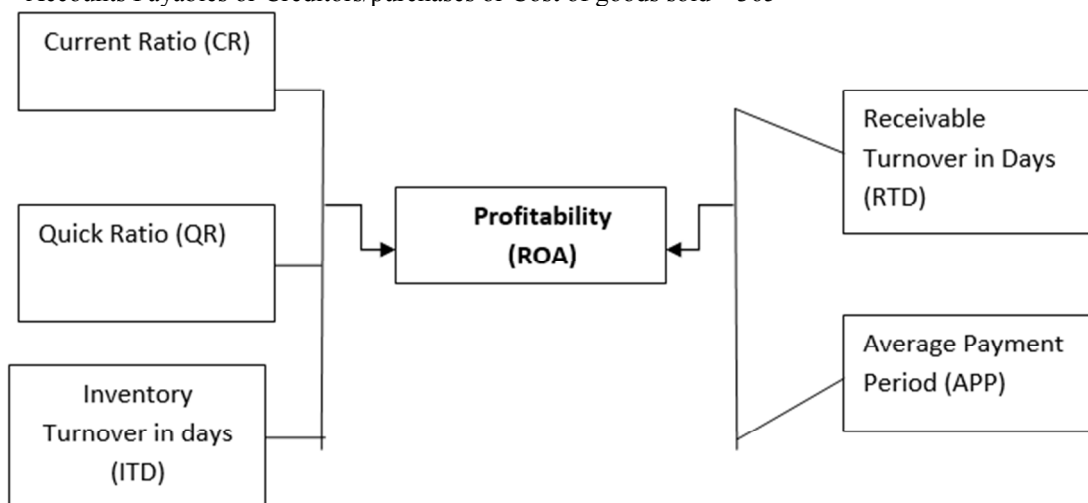 Accounts Payables or Creditors/purchases or Cost of goods sold * 365
Current Ratio (CR)
Quick Ratio (QR)
Inventory
Turnover in days
(ITD)
Profitability
(ROA)
Receivable
Turnover in Days
(RTD)
Average Payment
Period (APP)